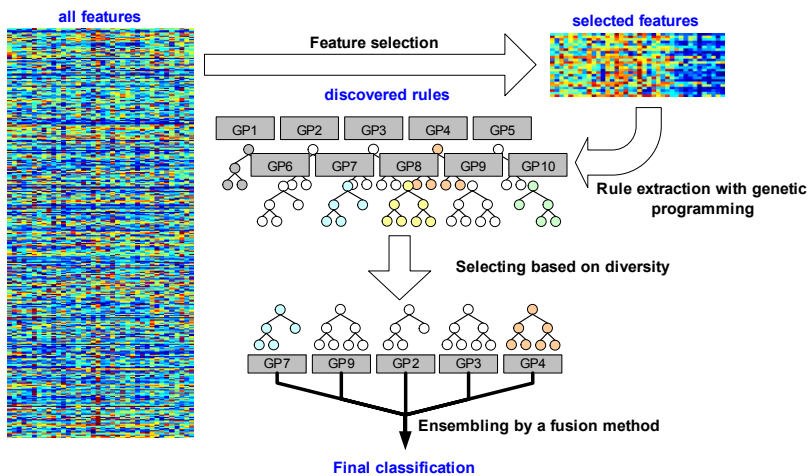 all features
selected features
Feature selection
discovered rules
GP1 GP2 GP3 GP4 GP5
GP6 GP7 GP8 GP9 GP10
Rule extraction with genetic
programming
Selecting based on diversity
GP7 GP9 GP2 GP3 GP4
Ensembling by a fusion method
Final classification